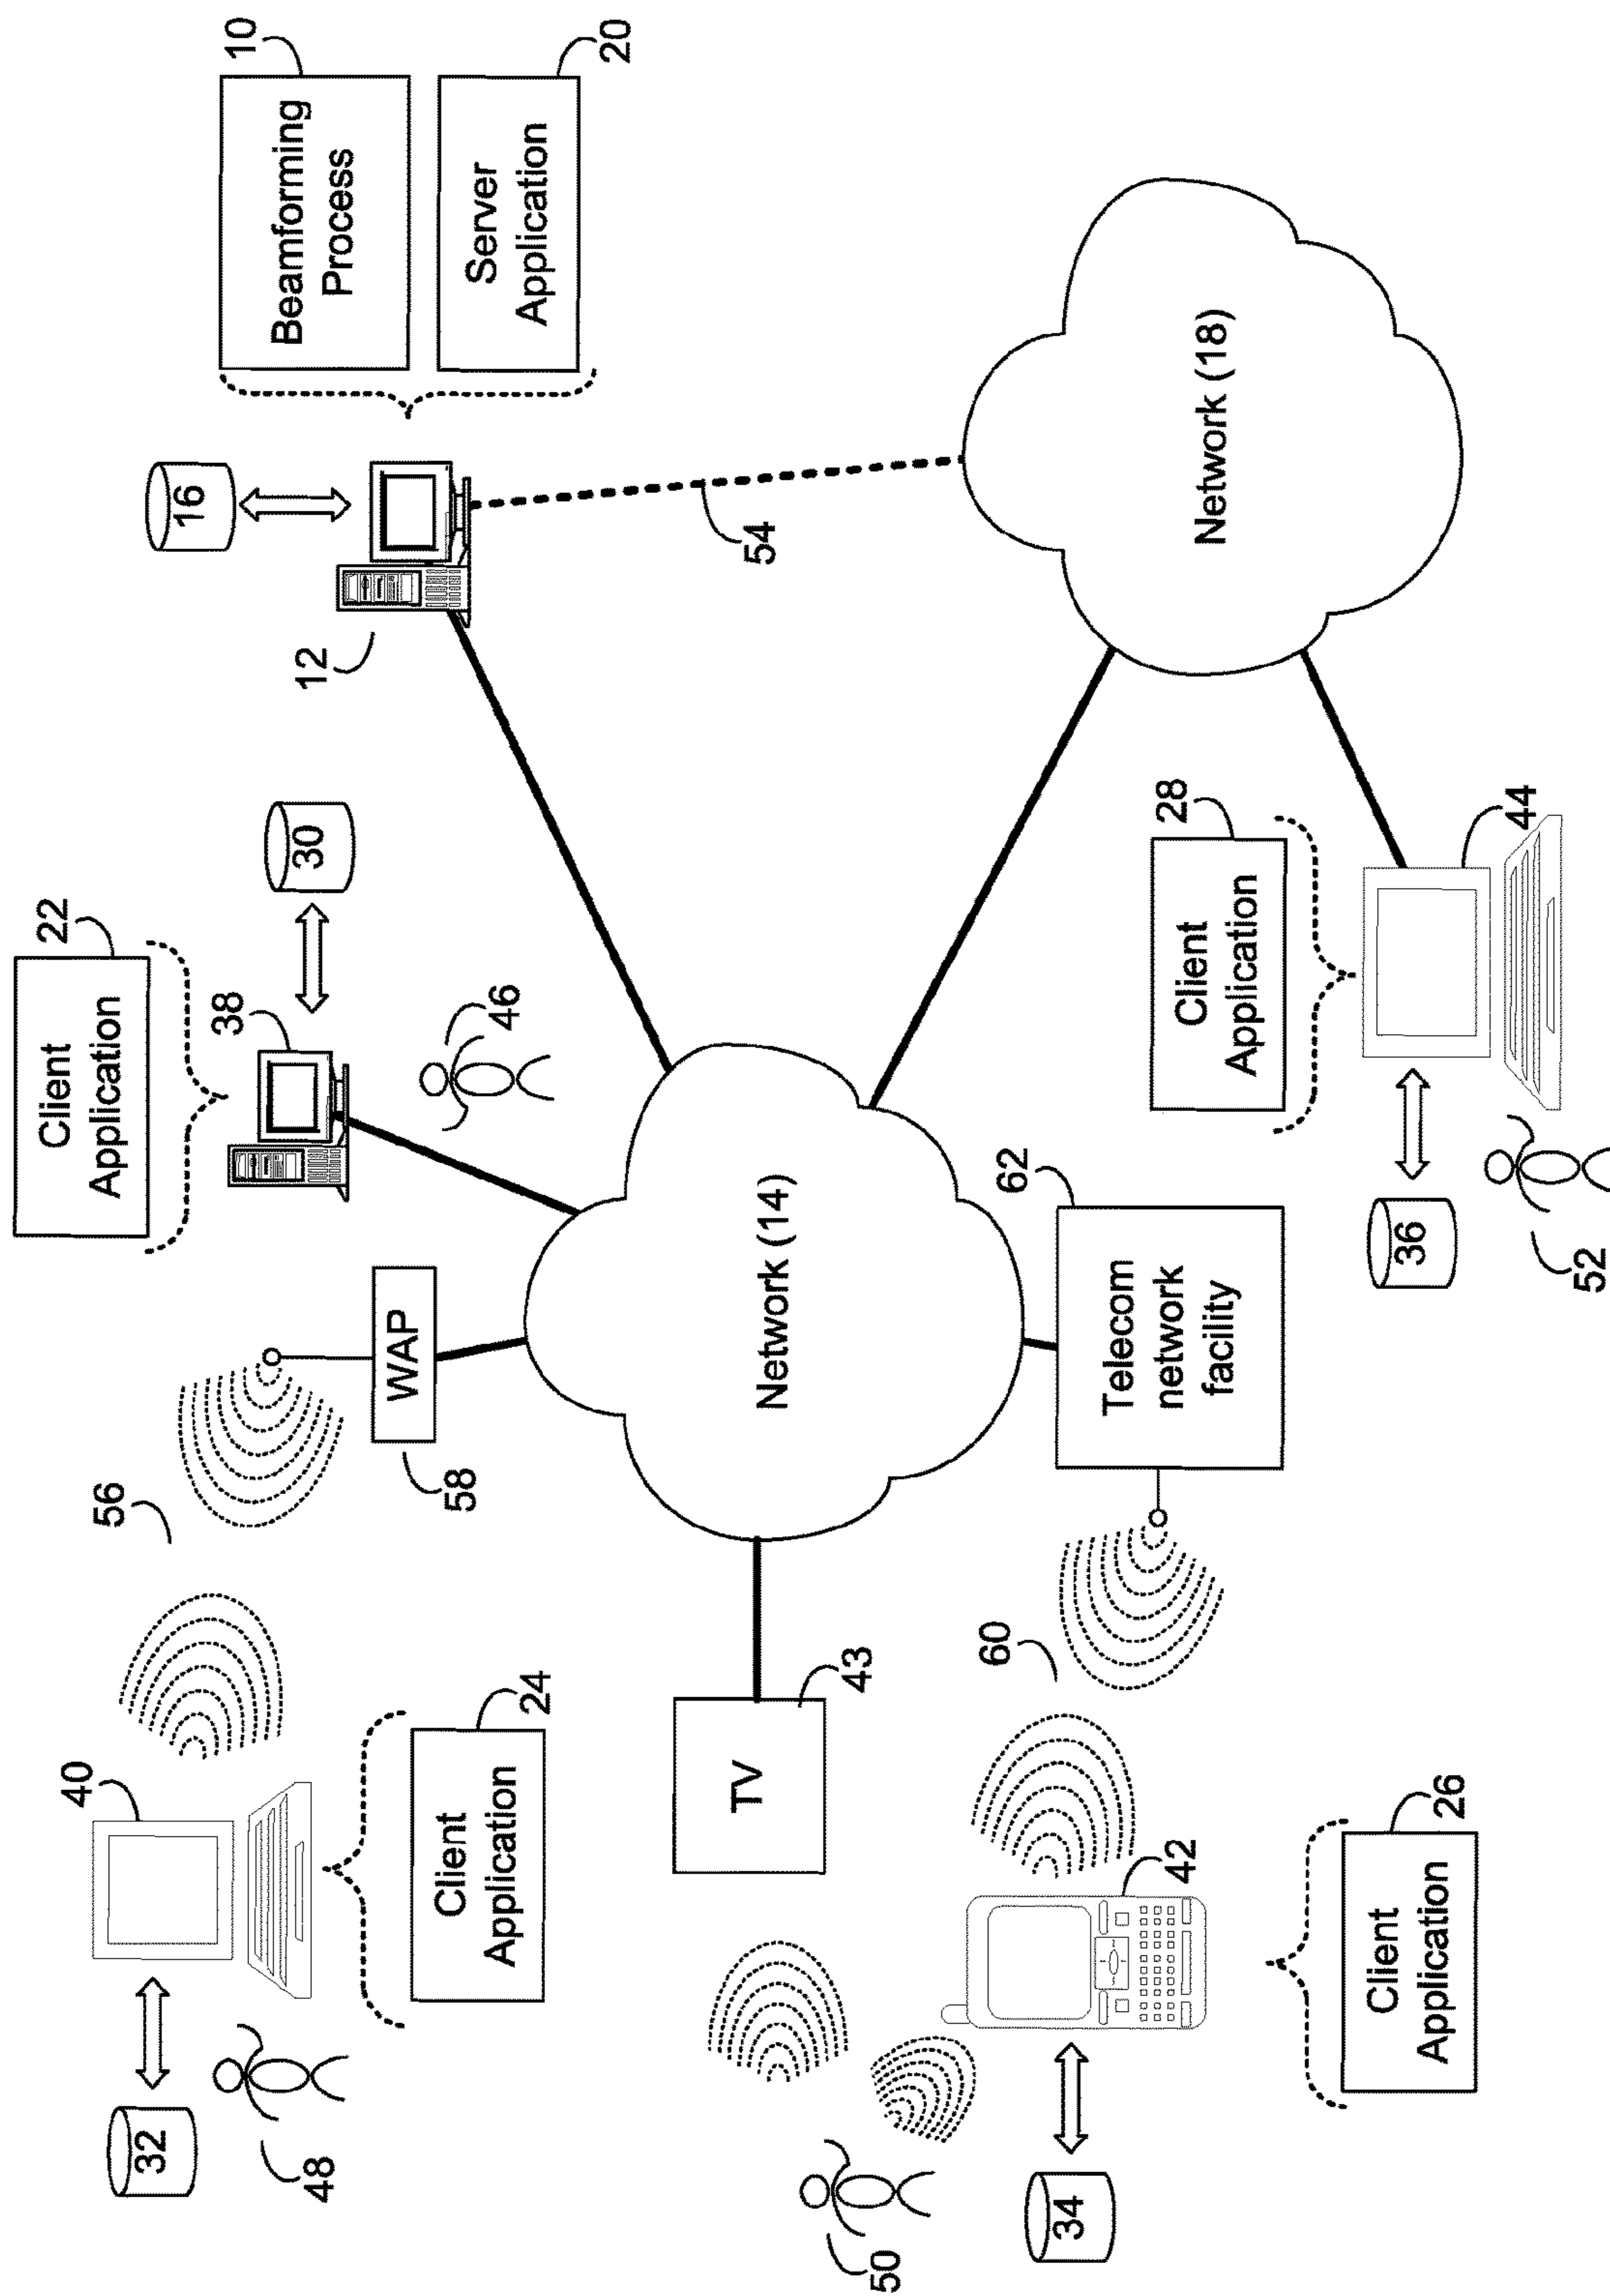 22
Client
Application
40
56
32
16
10
Beamforming
Process
38
30
48
12
WAP
58
24
Client
Application
46
20
Server
Application
TV
43
Network (14)
54
50
60
62
34
Telecom
network
facility
42
28
Client
Application
Network (18)
26
Client
Application
36
44
52